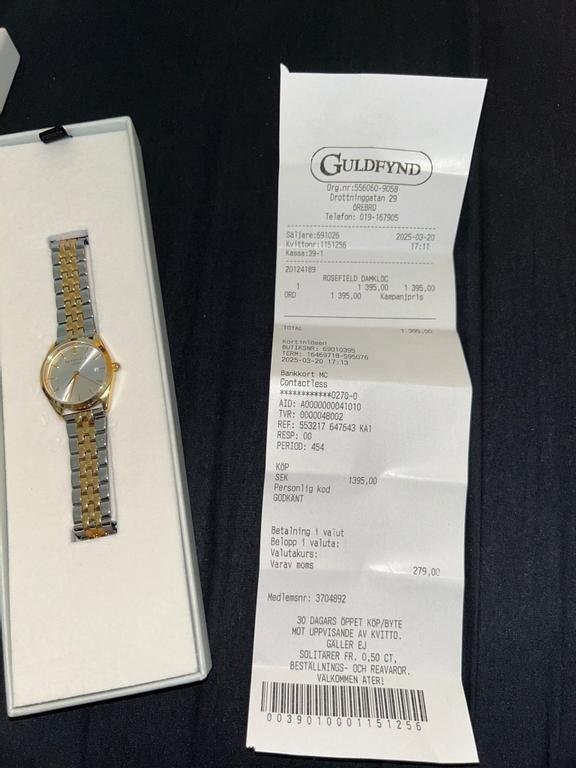 GULDFYND
Org.nr:556060-9058
Drottninggatan 29
ÖREBRO
Telefon: 019-167905
Säljare:691026 2025-03-20
Kvittonr:1151256 17:11
Kassa:39-1
20124189
ROSEFIELD DAMKLOC
1 1 395,00 1 395,00
ORD 1 395,00 Kampanjpris
TOTAL 1 395,00
Kortinlösen
BUTIKSNR: 69010395
TERM: 16469718-595076
2025-03-20 17:13
Bankkort MC
Contactless
************0270-0
AID: A0000000041010
TVR: 0000048002
REF: 553217 647643 KA1
RESP: 00
PERIOD: 454
KÖP
SEK 1395,00
Personlig kod
GODKÄNT
Betalning i valut
Belopp i valuta:
Valutakurs:
Varav moms 279,00
Medlemsnr: 3704892
30 DAGARS ÖPPET KÖP/BYTE
MOT UPPVISANDE AV KVITTO.
GÄLLER EJ
SOLITÄRER FR. 0,50 CT,
BESTÄLLNINGS- OCH REAVAROR.
VÄLKOMMEN ÅTER!
0039010001151256